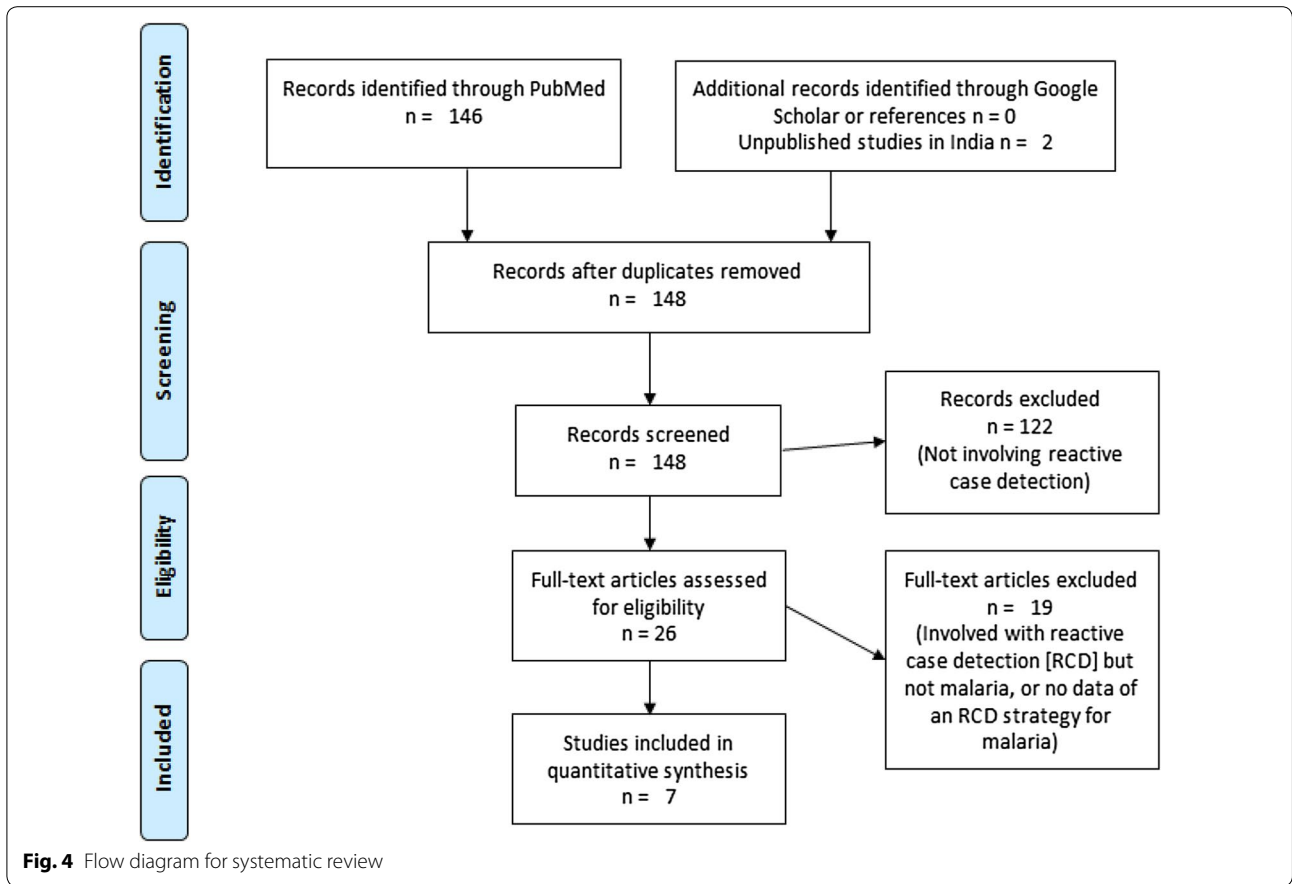 Identification
Records identified through PubMed
n = 146
Additional records identified through Google
Scholar or references n = 0
Unpublished studies in India n = 2
Screening
Records after duplicates removed
n = 148
Records screened
n = 148
Records excluded
n = 122
(Not involving reactive
case detection)
Eligibility
Full-text articles assessed
for eligibility
n = 26
Full-text articles excluded
n = 19
(Involved with reactive
case detection [RCD] but
not malaria, or no data of
an RCD strategy for
malaria)
Included
Studies included in
quantitative synthesis
n = 7
Fig. 4 Flow diagram for systematic review